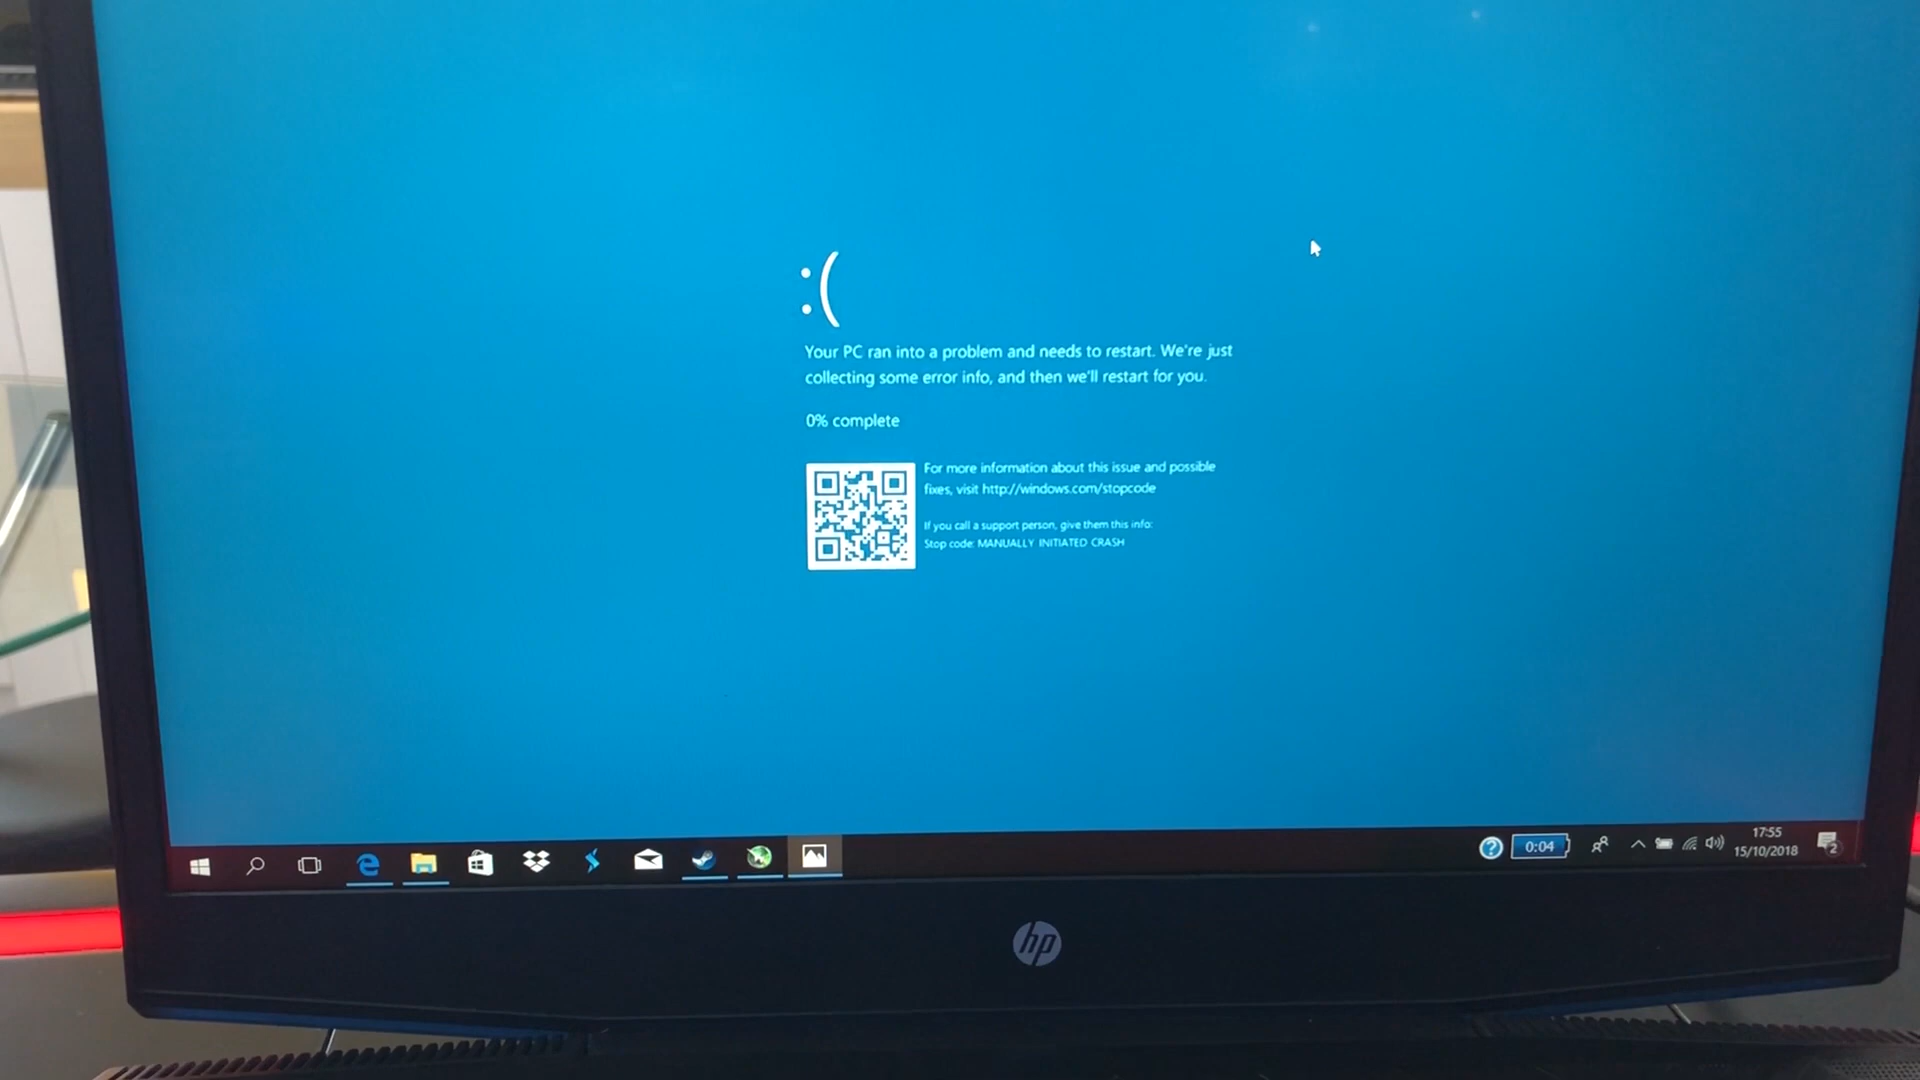 :(
Your PC ran into a problem and needs to restart. We're just
collecting some error info, and then we'll restart for you.
0% complete
For more information about this issue and possible
fixes, visit http://windows.com/stopcode
If you call a support person, give them this info:
Stop code: MANUALLY INITIATED CRASH
0:04
17:55
15/10/2018
2
hp